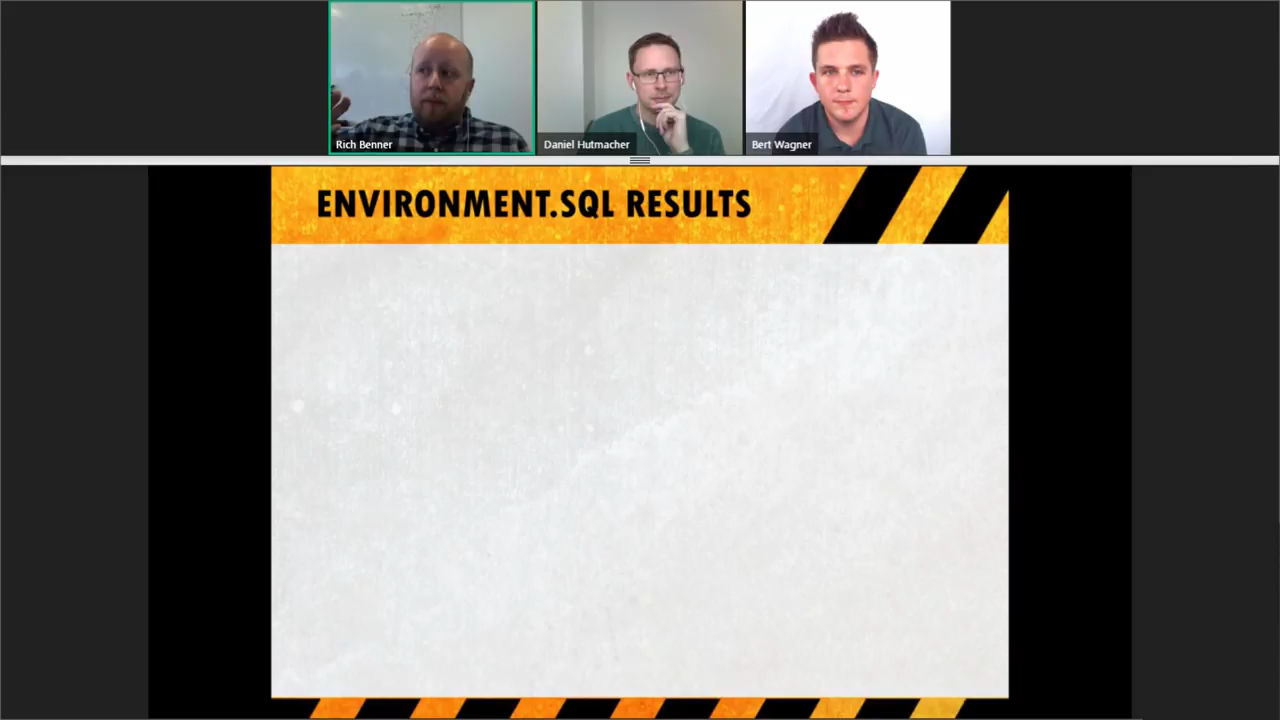 Rich Benner
Daniel Hutmacher
Bert Wagner
ENVIRONMENT.SQL RESULTS